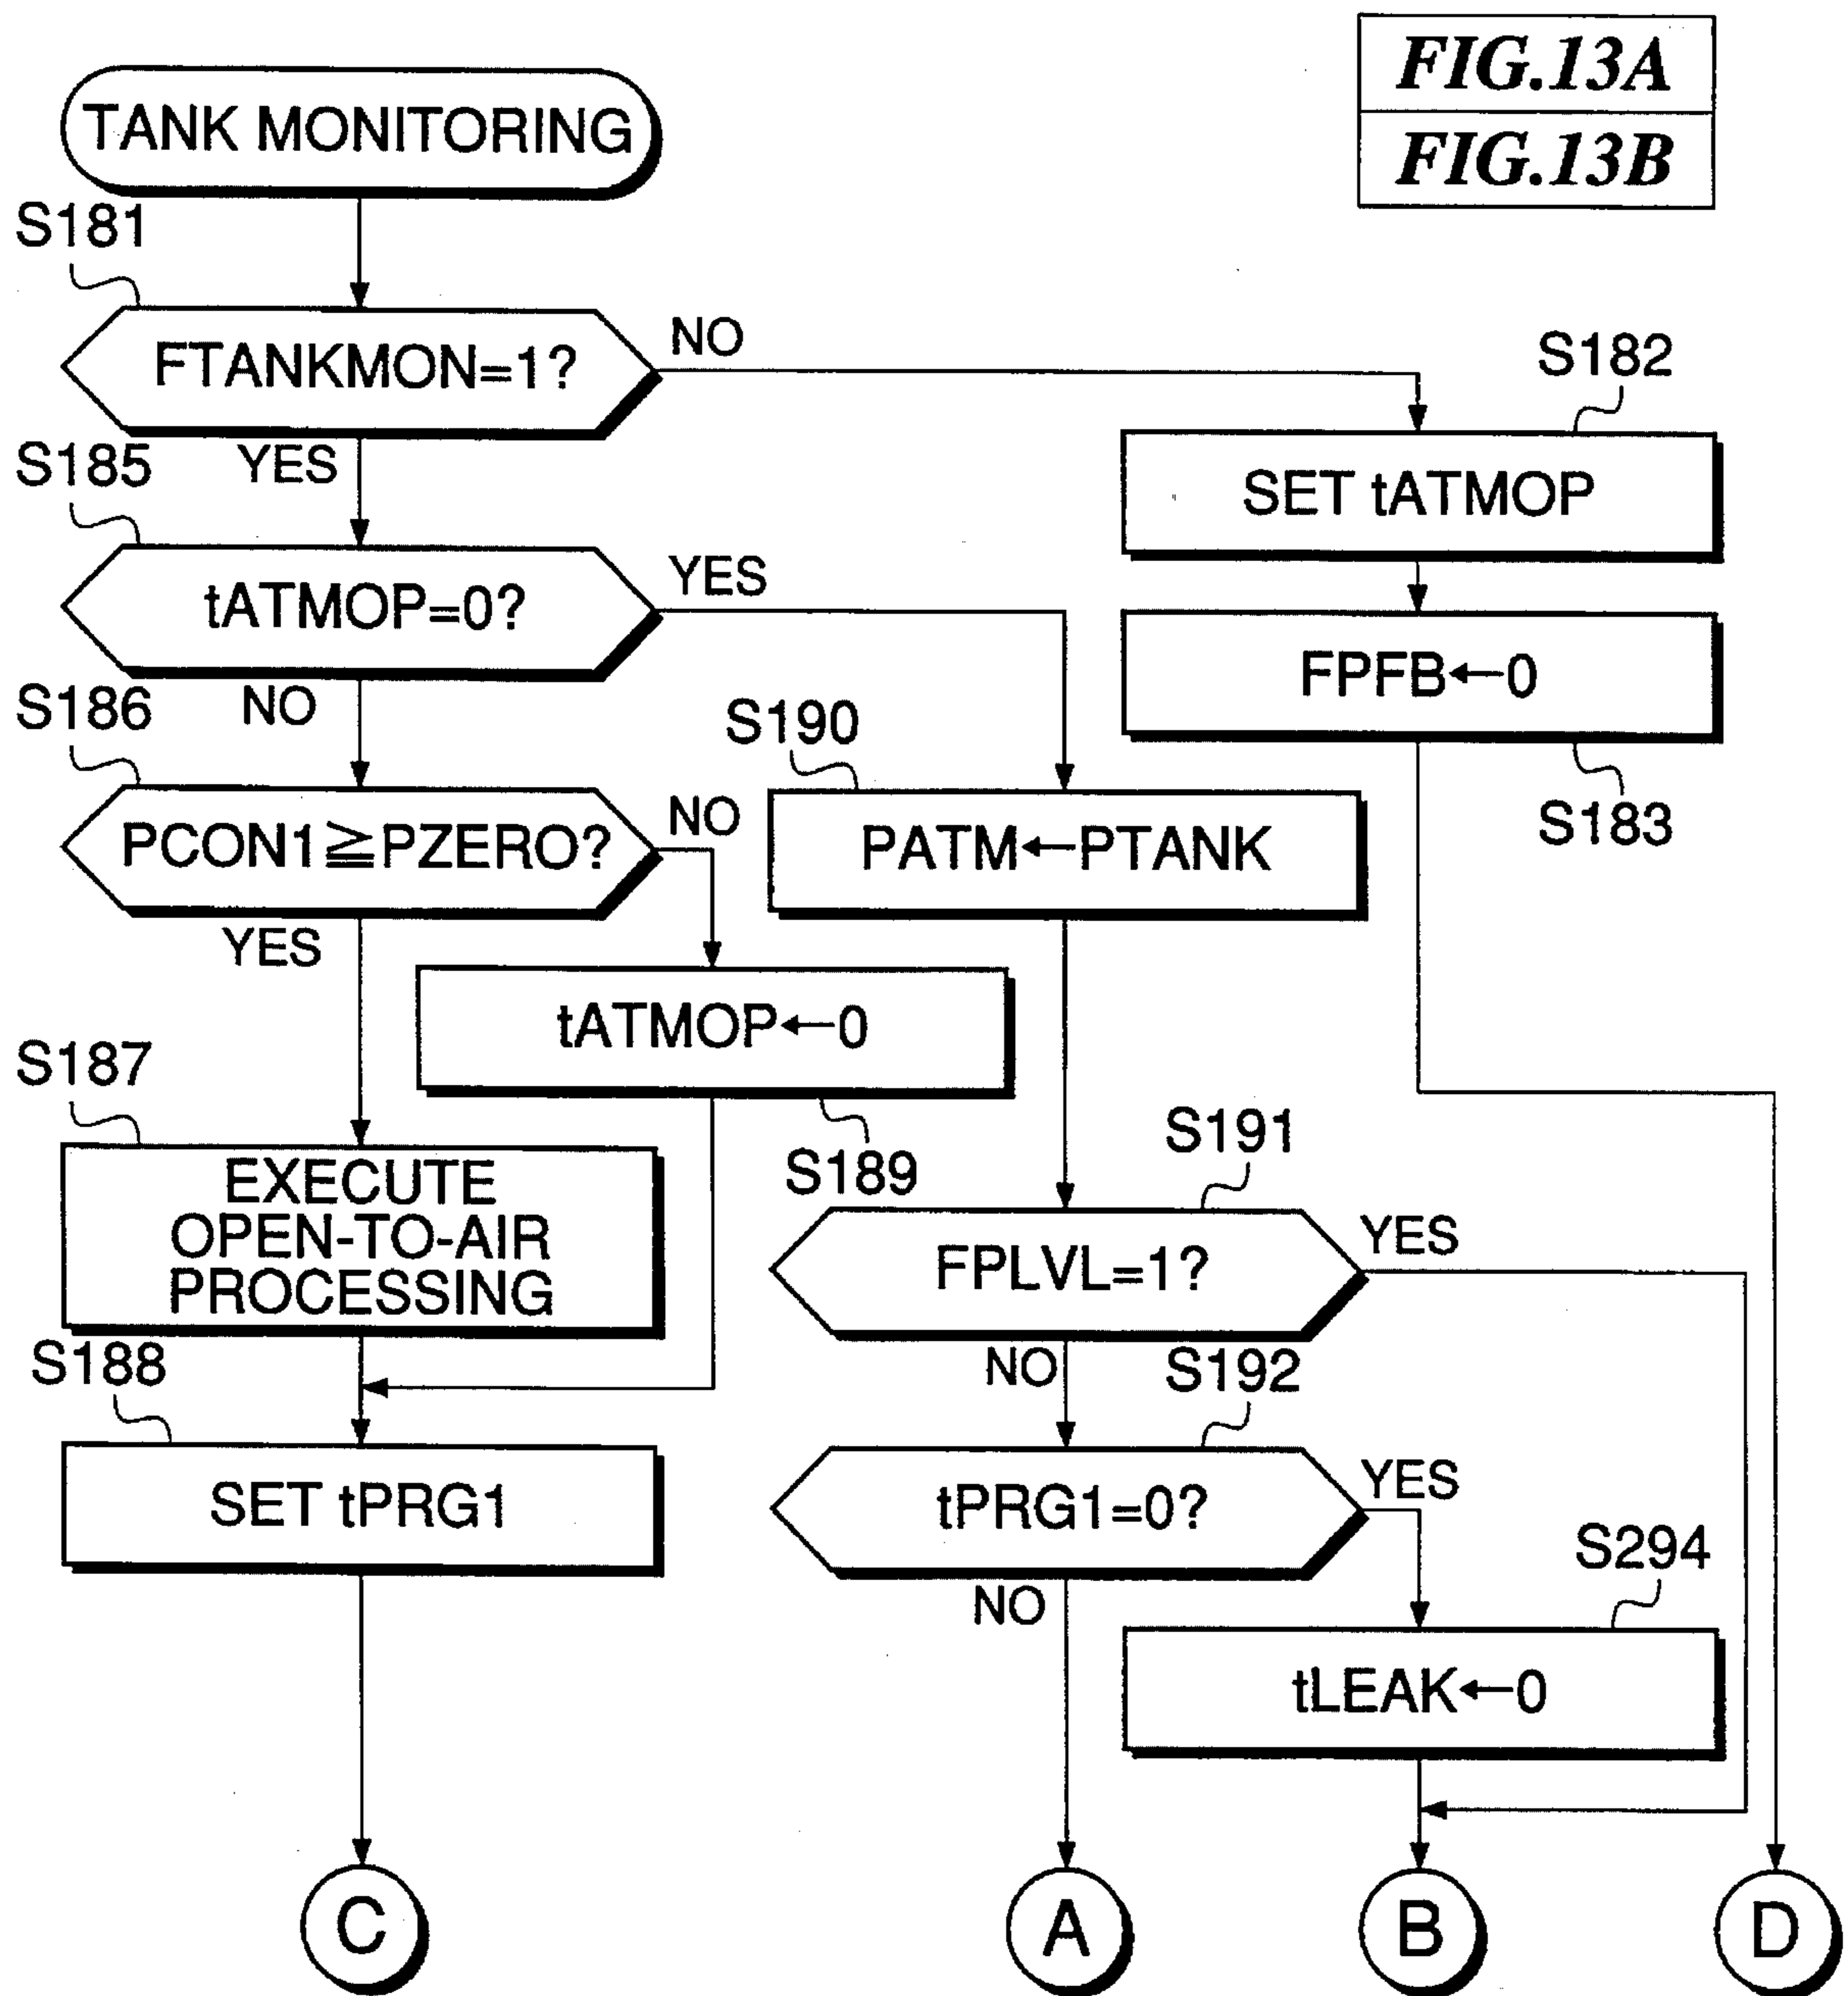 FIG.13A
FIG.13B
TANK MONITORING
S181
FTANKMON=1?
NO
YES
S182
SET tATMOP
FPFB←0
S183
S185
tATMOP=0?
YES
NO
S186
PCON1≧PZERO?
NO
YES
S190
PATM←PTANK
tATMOP←0
S189
S187
EXECUTE
OPEN-TO-AIR
PROCESSING
S188
SET tPRG1
S191
FPLVL=1?
YES
NO
S192
tPRG1=0?
YES
NO
S294
tLEAK←0
C
A
B
D